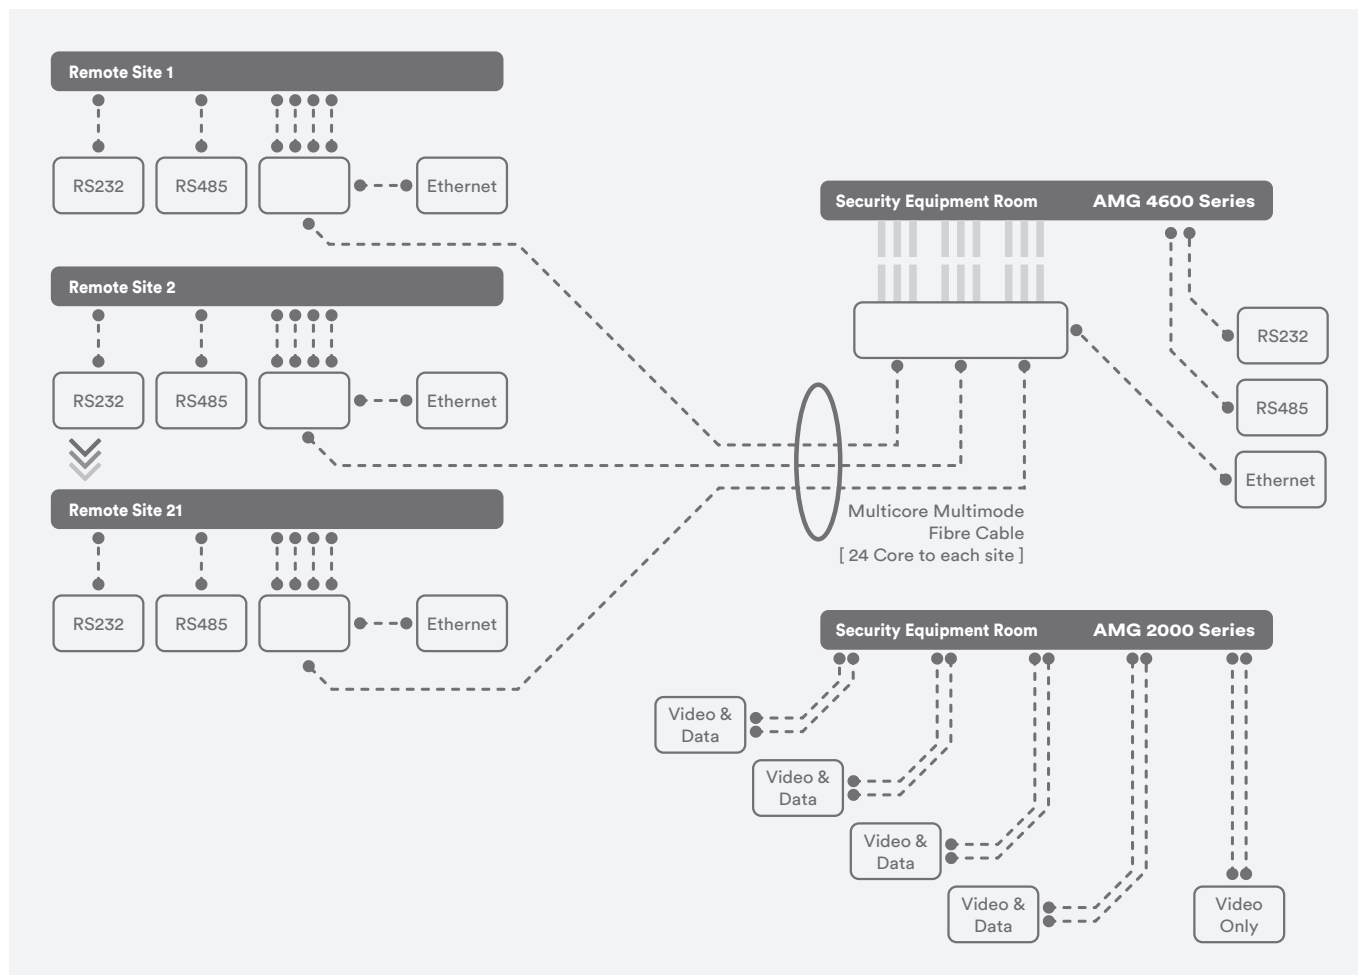 Remote Site 1
RS232
RS485
Ethernet
Remote Site 2
RS232
RS485
Ethernet
Remote Site 21
RS232
RS485
Ethernet
Security Equipment Room AMG 4600 Series
RS232
RS485
Ethernet
Multicore Multimode
Fibre Cable
[ 24 Core to each site ]
Security Equipment Room AMG 2000 Series
Video &
Data
Video &
Data
Video &
Data
Video &
Data
Video
Only